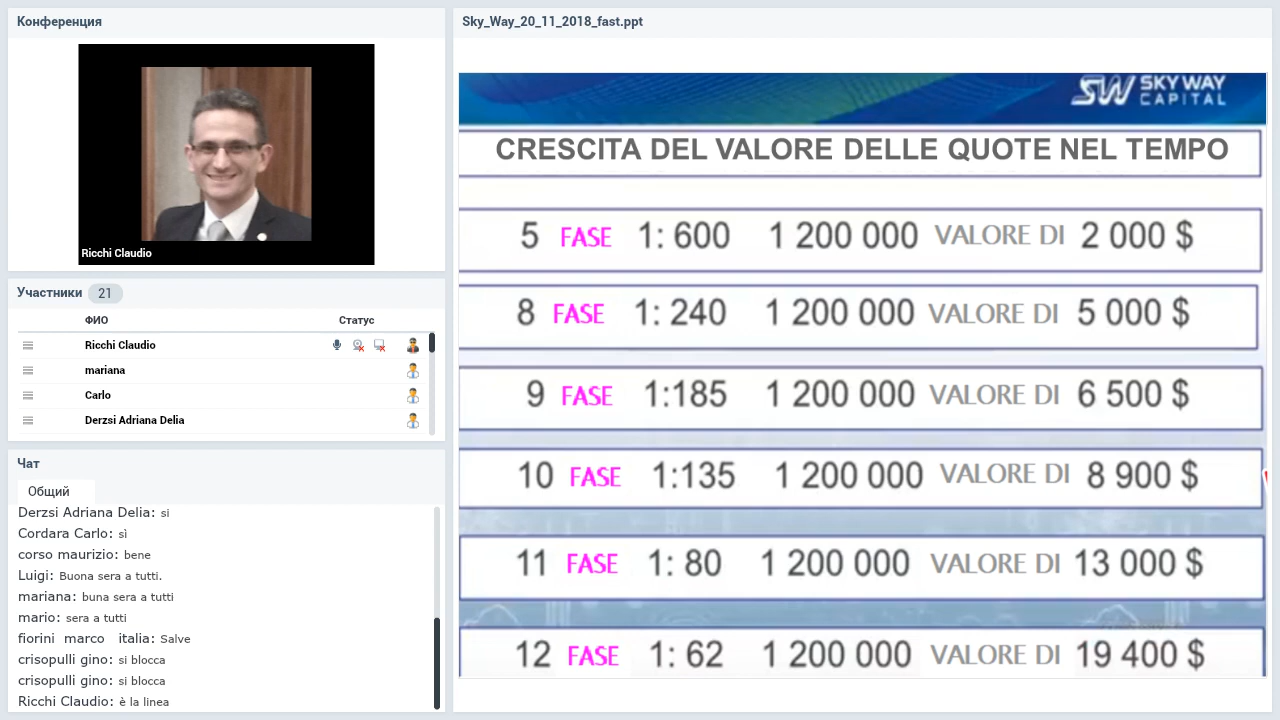 Конференция
Ricchi Claudio
Участники 21
ФИО Статус
Ricchi Claudio
mariana
Carlo
Derzsi Adriana Delia
Чат
Общий
Derzsi Adriana Delia: si
Cordara Carlo: sì
corso maurizio: bene
Luigi: Buona sera a tutti.
mariana: buna sera a tutti
mario: sera a tutti
fiorini marco italia: Salve
crisopulli gino: si blocca
crisopulli gino: si blocca
Ricchi Claudio: è la linea
Sky_Way_20_11_2018_fast.ppt
SW SKY WAY
CAPITAL
CRESCITA DEL VALORE DELLE QUOTE NEL TEMPO
5 FASE 1: 600 1 200 000 VALORE DI 2 000 $
8 FASE 1: 240 1 200 000 VALORE DI 5 000 $
9 FASE 1:185 1 200 000 VALORE DI 6 500 $
10 FASE 1:135 1 200 000 VALORE DI 8 900 $
11 FASE 1: 80 1 200 000 VALORE DI 13 000 $
12 FASE 1: 62 1 200 000 VALORE DI 19 400 $